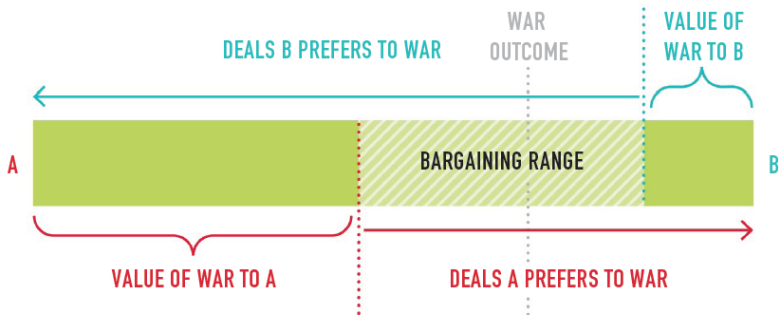 DEALS B PREFERS TO WAR
WAR
OUTCOME
VALUE OF
WAR TO B
A
BARGAINING RANGE
B
VALUE OF WAR TO A
DEALS A PREFERS TO WAR